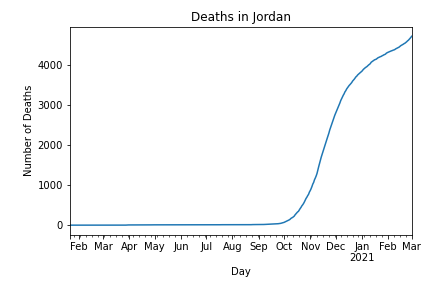 Deaths in Jordan
Number of Deaths
4000
3000
2000
1000
0
Feb Mar Apr May Jun Jul Aug Sep Oct Nov Dec Jan Feb Mar
2021
Day